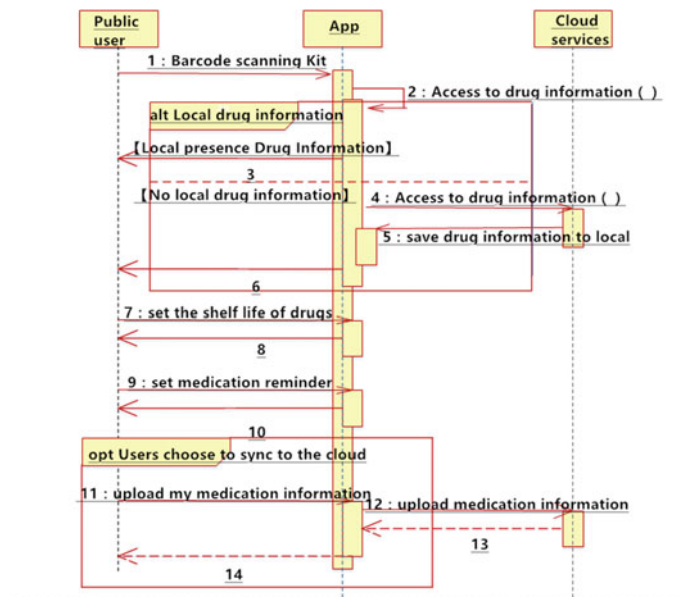 Public
user
App
Cloud
services
1 : Barcode scanning Kit
2 : Access to drug information ( )
alt Local drug information
【Local presence Drug Information】
3
【No local drug information】
4 : Access to drug information ( )
5 : save drug information to local
6
7 : set the shelf life of drugs
8
9 : set medication reminder
10
opt Users choose to sync to the cloud
11 : upload my medication information
12 : upload medication information
13
14